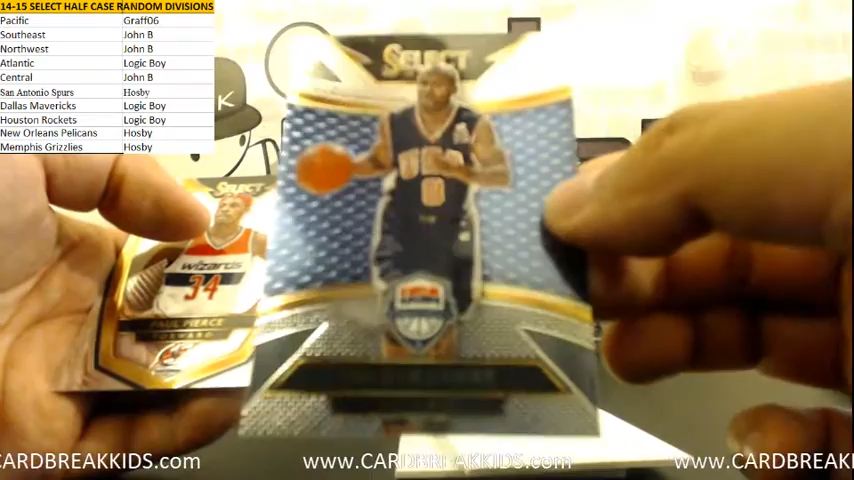 14-15 SELECT HALF CASE RANDOM DIVISIONS
Pacific Graff06
Southeast John B
Northwest John B
Atlantic Logic Boy
Central John B
San Antonio Spurs Hosby
Dallas Mavericks Logic Boy
Houston Rockets Logic Boy
New Orleans Pelicans Hosby
Memphis Grizzlies Hosby
K
SELECT
USA
SELECT
wizards
34
PAUL PIERCE
FORWARD
CARDBREAKKIDS.com www.CARDBREAKKIDS.com www.CARDBREAKKIDS